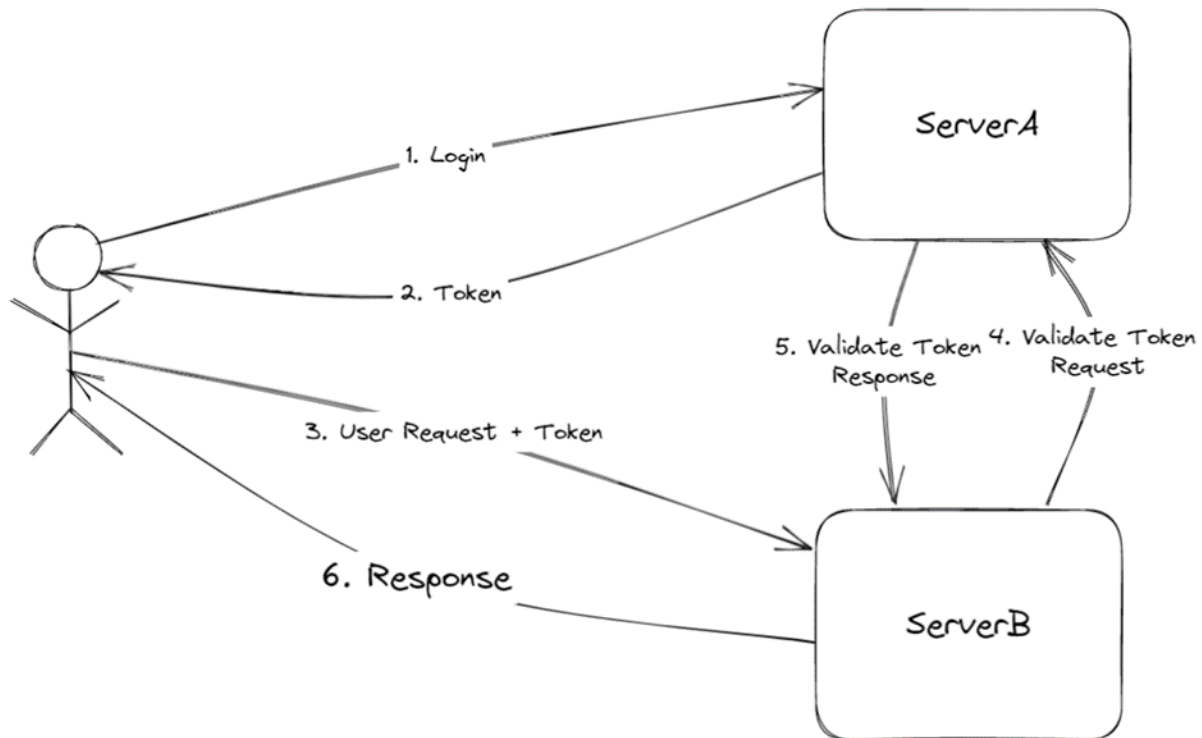 ServerA
1. Login
2. Token
5. Validate Token
Response
4. Validate Token
Request
3. User Request + Token
6. Response
ServerB